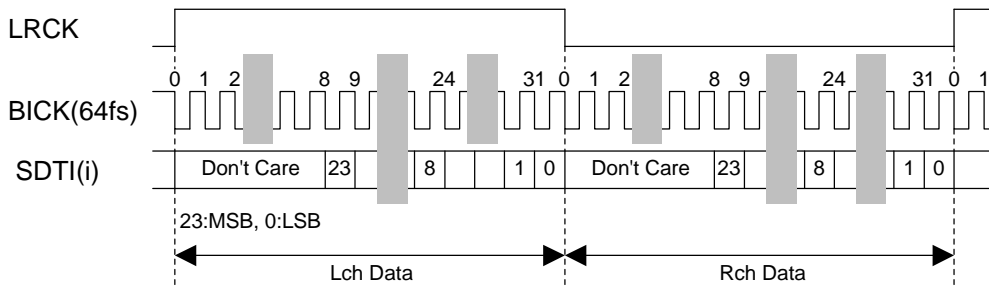 LRCK
0 1 2 8 9 24 31 0 1 2 8 9 24 31 0 1
BICK(64fs)
SDTI(i) Don't Care 23 8 1 0 Don't Care 23 8 1 0
23:MSB, 0:LSB
Lch Data Rch Data